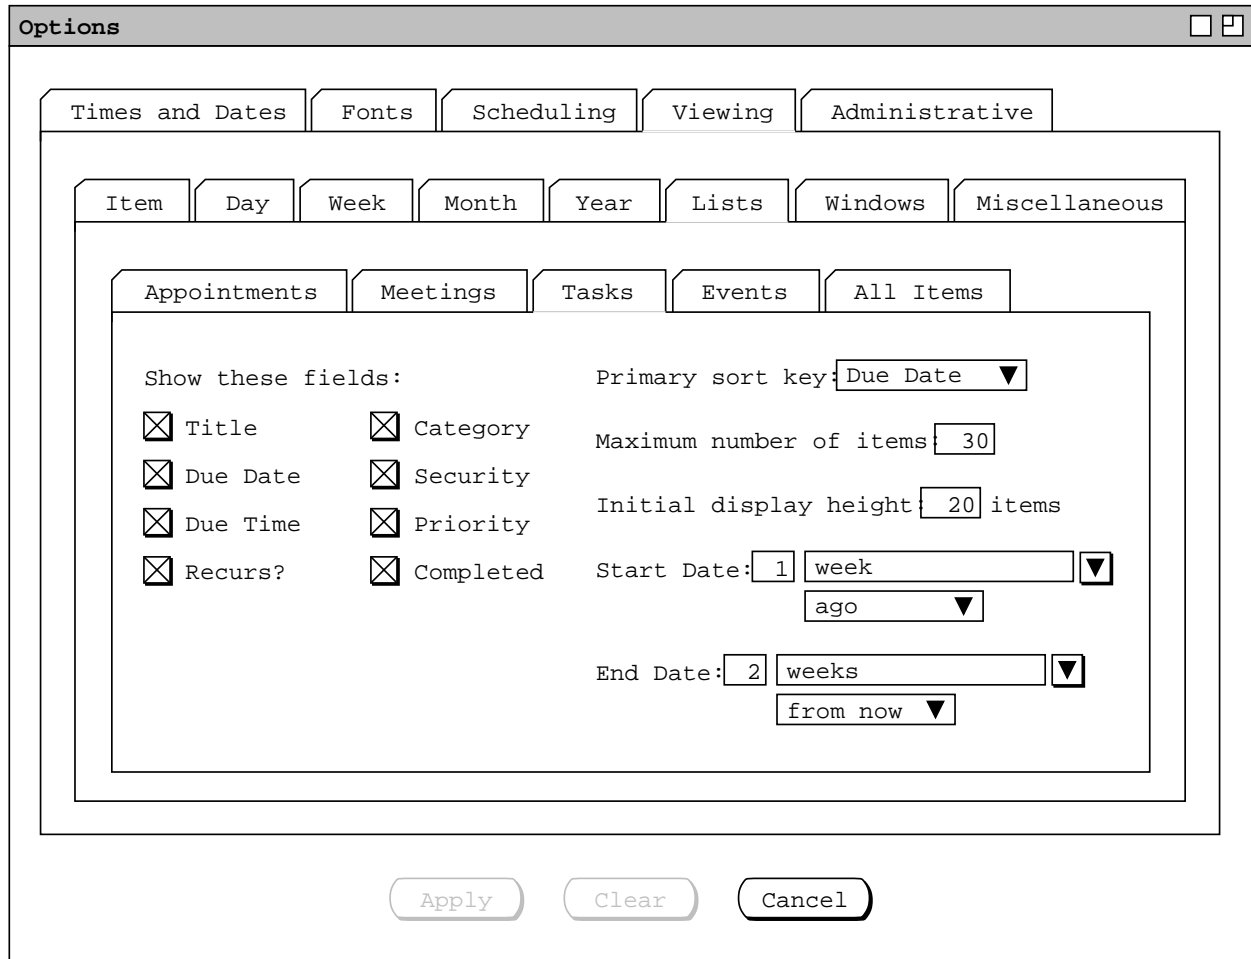 Options
Times and Dates Fonts Scheduling Viewing Administrative
Item Day Week Month Year Lists Windows Miscellaneous
Appointments Meetings Tasks Events All Items
Show these fields:
Title Category
Due Date Security
Due Time Priority
Recurs? Completed
Primary sort key: Due Date
Maximum number of items: 30
Initial display height: 20 items
Start Date: 1 week
ago
End Date: 2 weeks
from now
Apply Clear Cancel